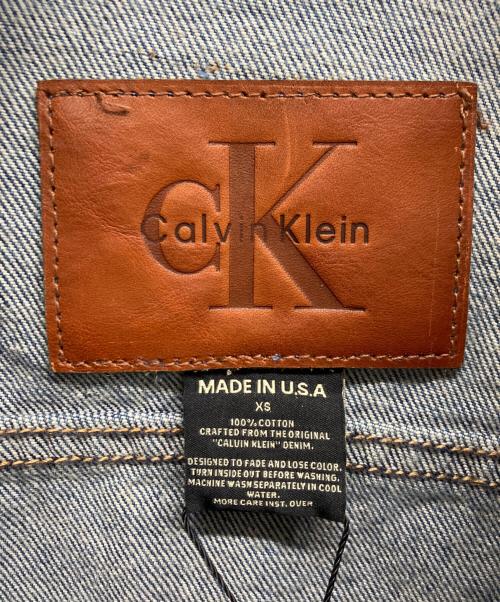 cK
Calvin Klein
MADE IN U.S.A
XS
100% COTTON
CRAFTED FROM THE ORIGINAL
"CALVIN KLEIN" DENIM.
DESIGNED TO FADE AND LOSE COLOR.
TURN INSIDE OUT BEFORE WASHING.
MACHINE WASH SEPARATELY IN COOL
WATER.
MORE CARE INST. OVER